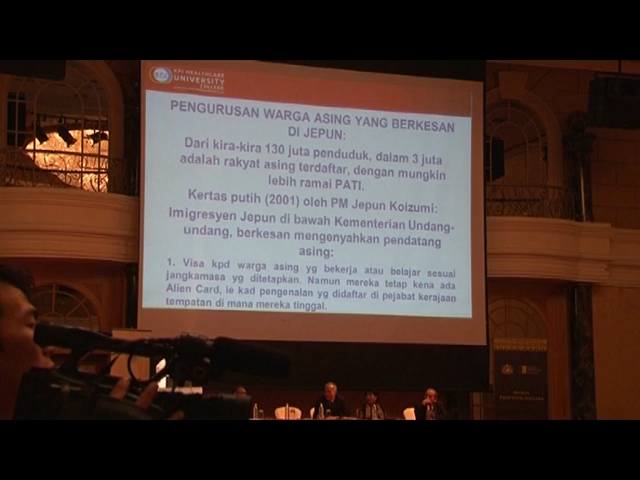 KPJ HEALTHCARE
UNIVERSITY
COLLEGE
PENGURUSAN WARGA ASING YANG BERKESAN
DI JEPUN:
Dari kira-kira 130 juta penduduk, dalam 3 juta
adalah rakyat asing terdaftar, dengan mungkin
lebih ramai PATI.
Kertas putih (2001) oleh PM Jepun Koizumi:
Imigresyen Jepun di bawah Kementerian Undang-
undang, berkesan mengenyahkan pendatang
asing:
1. Visa kpd warga asing yg bekerja atau belajar sesuai
jangkamasa yg ditetapkan. Namun mereka tetap kena ada
Alien Card, ie kad pengenalan yg didaftar di pejabat kerajaan
tempatan di mana mereka tinggal.